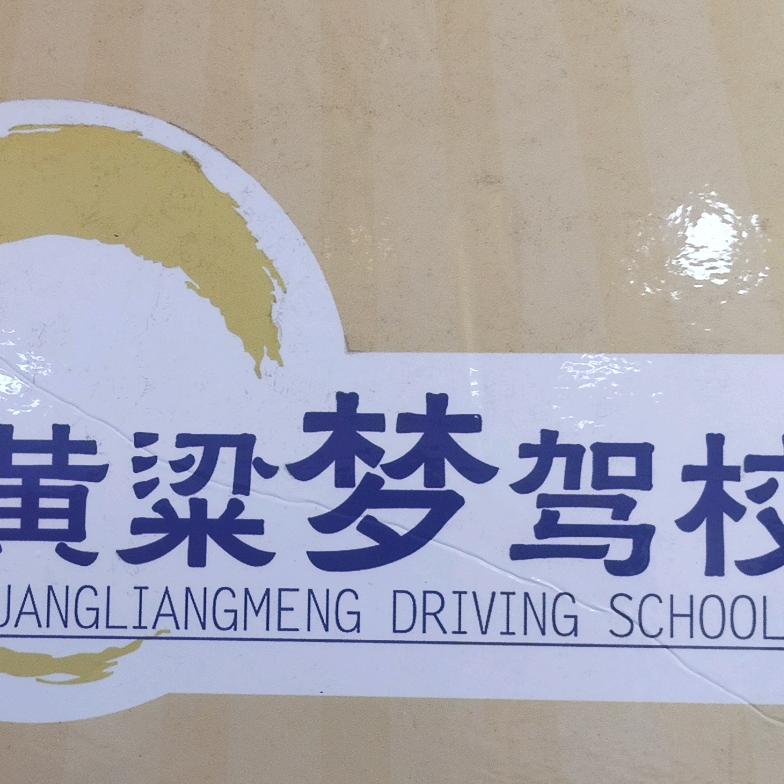 黄粱梦驾校
UANGLIANGMENG DRIVING SCHOOL